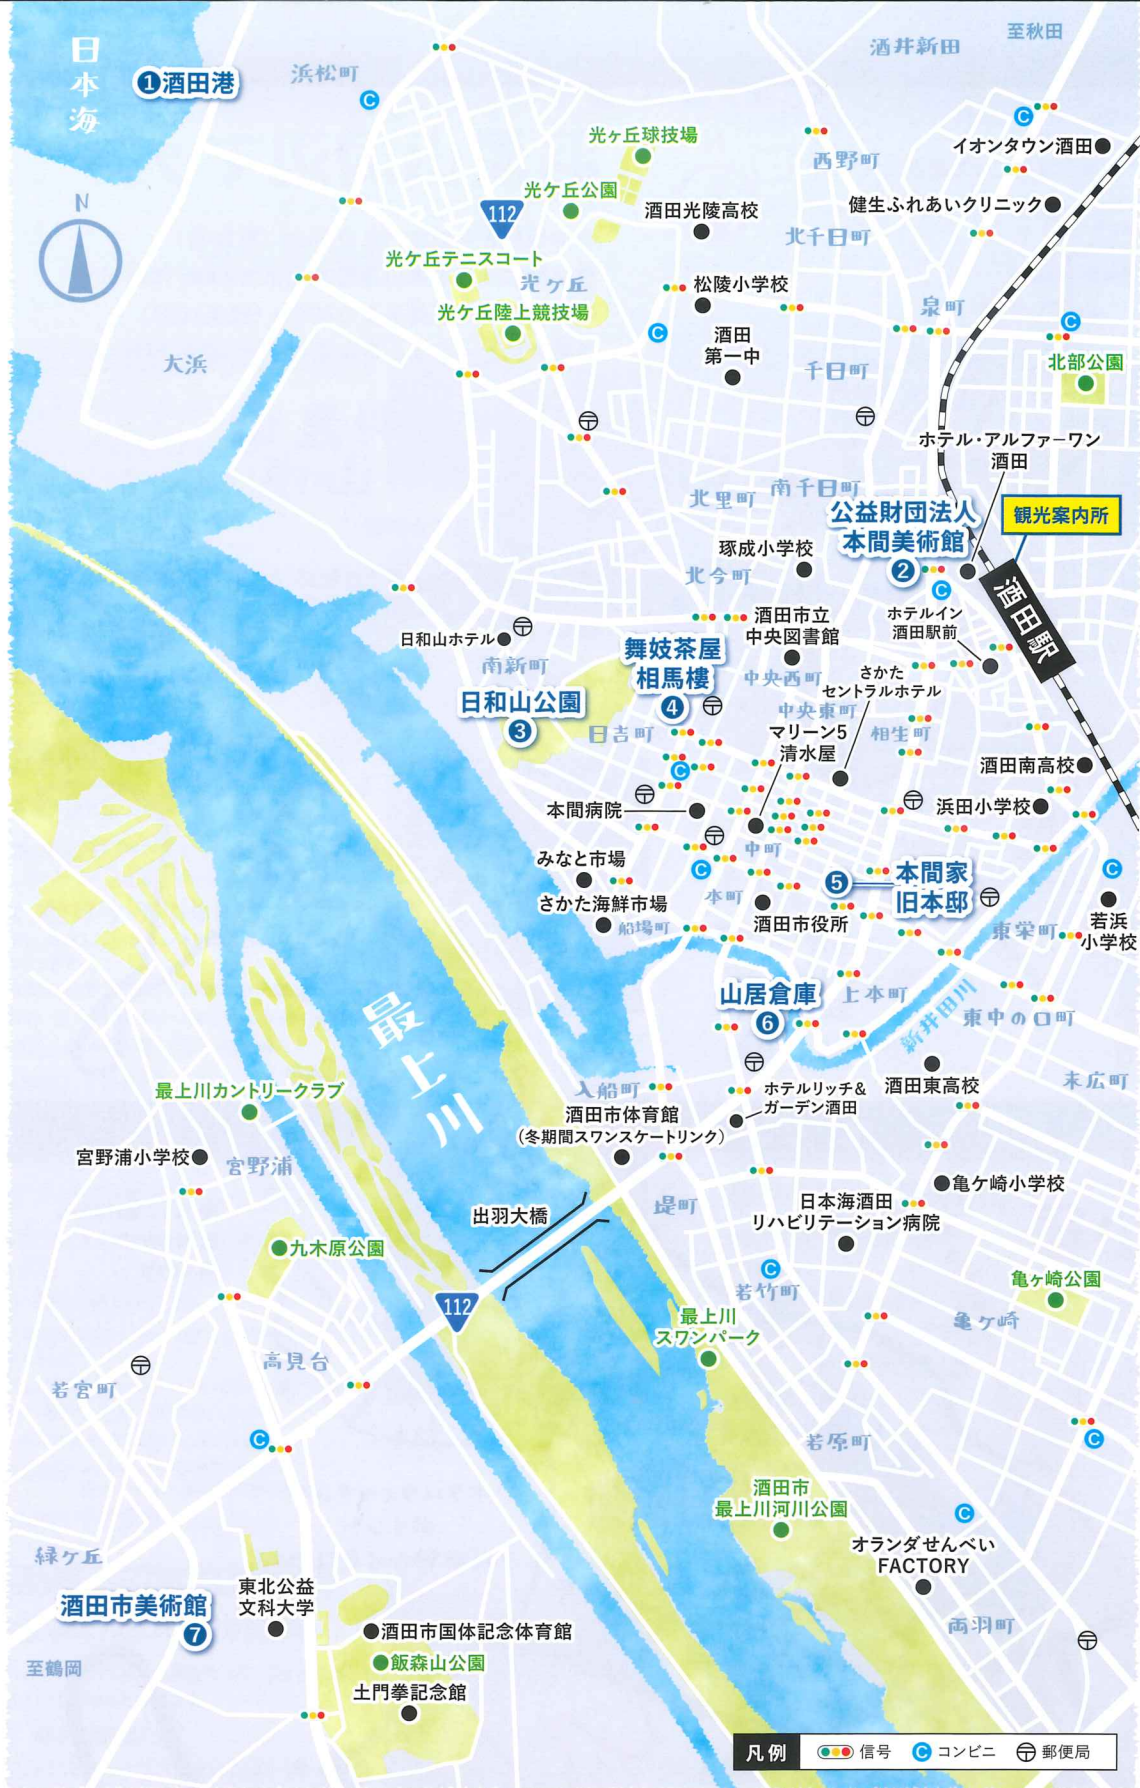 日本海
❶酒田港
浜松町
酒井新田
至秋田
C
C
イオンタウン酒田
光ヶ丘球技場
西野町
N
光ケ丘公園
112
酒田光陵高校
健生ふれあいクリニック
北千日町
光ケ丘テニスコート
光ケ丘
松陵小学校
光ケ丘陸上競技場
泉町
C
C
酒田
第一中
大浜
千日町
北部公園
ホテル・アルファーワン
酒田
北里町
南千日町
公益財団法人
本間美術館
❷
観光案内所
琢成小学校
北今町
C
酒田駅
ホテルイン
酒田駅前
酒田市立
中央図書館
日和山ホテル
南新町
舞妓茶屋
相馬樓
❹
中央西町
さかた
セントラルホテル
日和山公園
❸
日吉町
中央東町
相生町
マリーン5
清水屋
C
酒田南高校
本間病院
浜田小学校
中町
みなと市場
C
C
本間家
旧本邸
❺
さかた海鮮市場
本町
船場町
酒田市役所
若浜
小学校
東栄町
山居倉庫
❻
上本町
新井田川
東中の口町
最上川
入船町
末広町
最上川カントリークラブ
ホテルリッチ&
ガーデン酒田
酒田東高校
酒田市体育館
(冬期間スワンスケートリンク)
宮野浦小学校
宮野浦
亀ケ崎小学校
堤町
出羽大橋
日本海酒田
リハビリテーション病院
九木原公園
C
若竹町
亀ヶ崎公園
112
最上川
スワンパーク
亀ケ崎
高見台
若宮町
C
C
若原町
酒田市
最上川河川公園
C
緑ケ丘
オランダせんべい
FACTORY
酒田市美術館
❼
東北公益
文科大学
酒田市国体記念体育館
両羽町
至鶴岡
飯森山公園
土門拳記念館
凡例
信号
C コンビニ
〒 郵便局